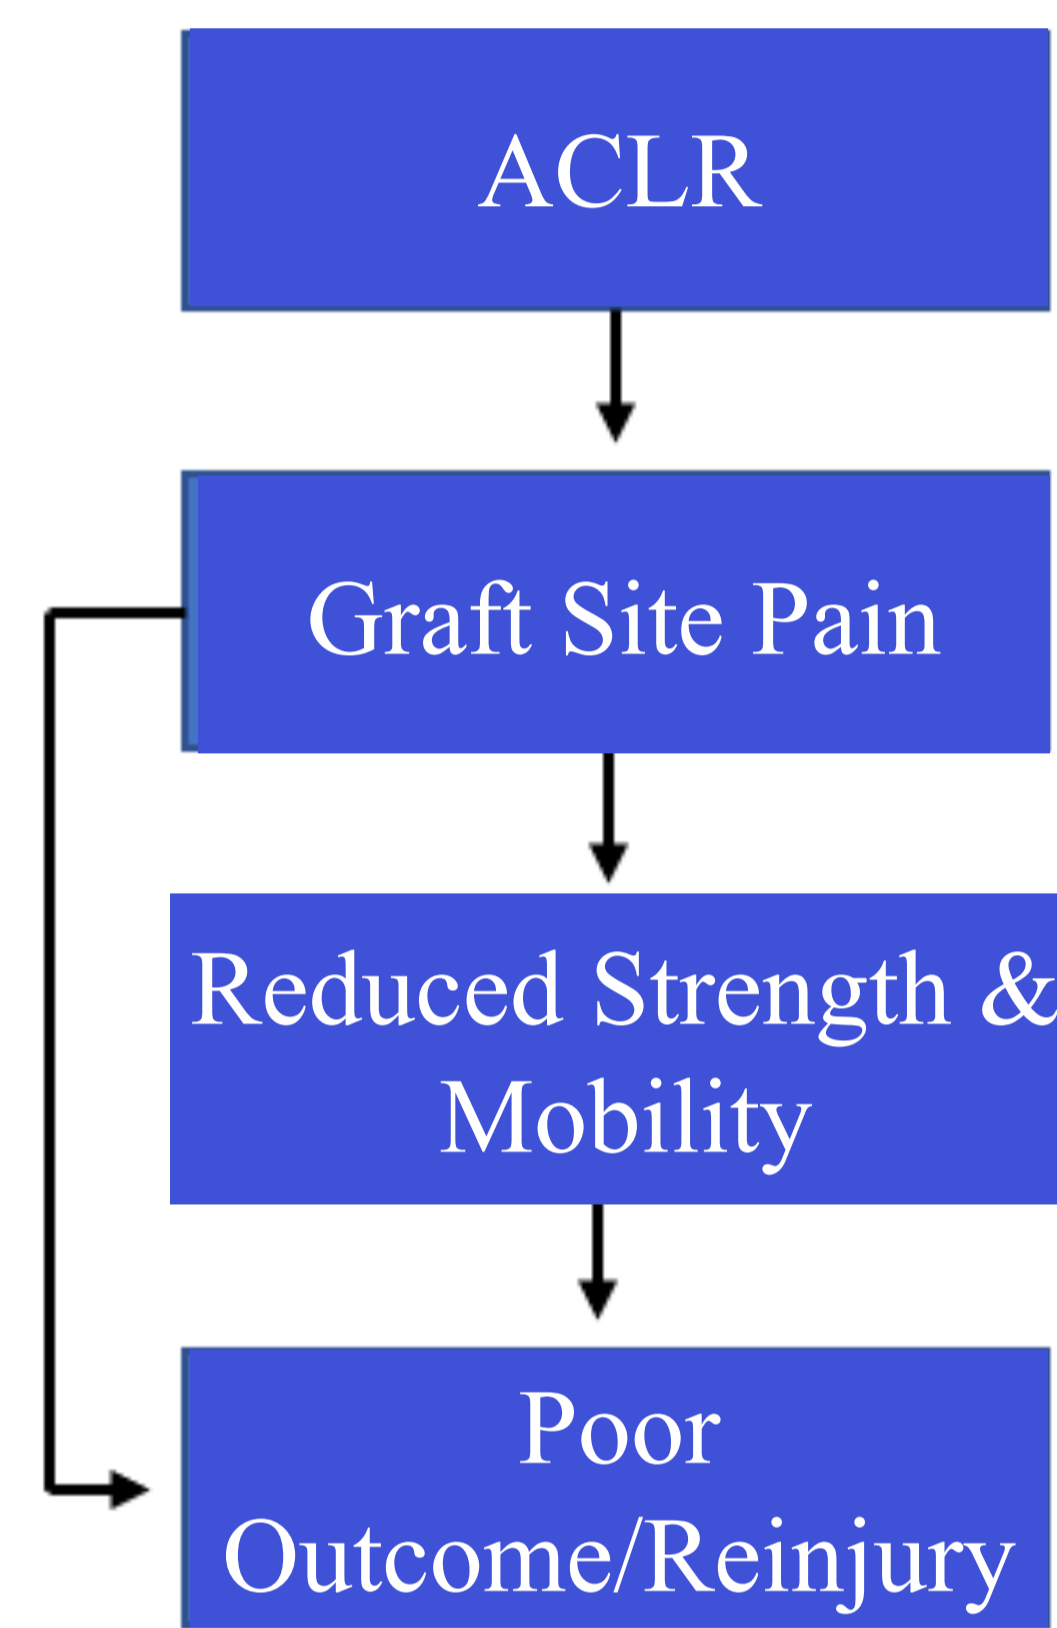 ACLR
Graft Site Pain
Reduced Strength &
Mobility
Poor
Outcome/Reinjury